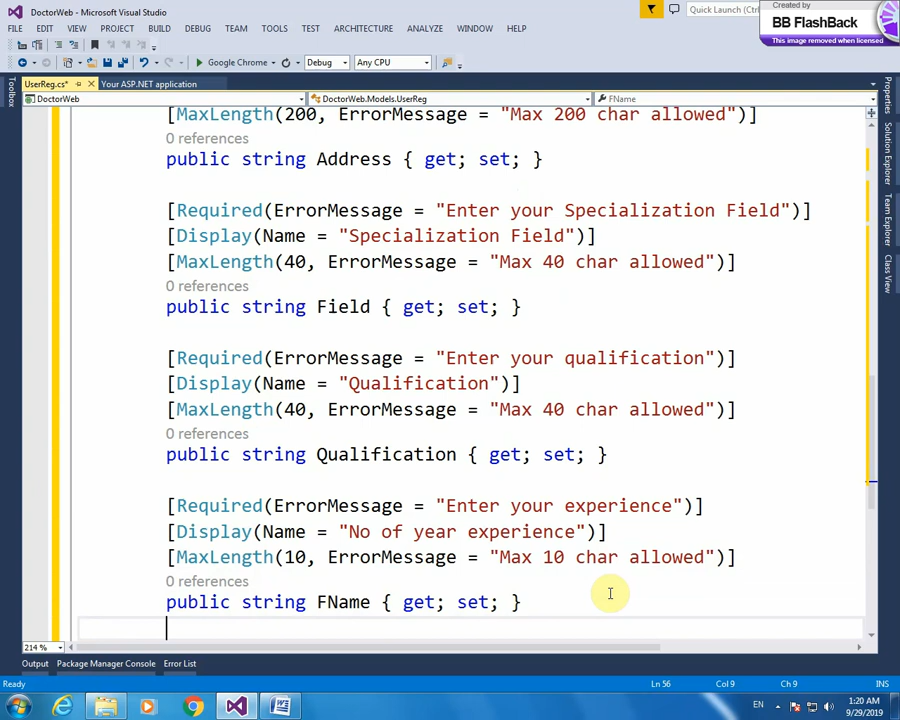 DoctorWeb - Microsoft Visual Studio
Quick Launch (Ctrl
Created by
BB FlashBack
This image removed when licensed
FILE EDIT VIEW PROJECT BUILD DEBUG TEAM TOOLS TEST ARCHITECTURE ANALYZE WINDOW HELP
Google Chrome Debug Any CPU
UserReg.cs* Your ASP.NET application
DoctorWeb DoctorWeb.Models.UserReg FName
Toolbox
Properties
Solution Explorer
Team Explorer
Class View
[MaxLength(200, ErrorMessage = "Max 200 char allowed")]
0 references
public string Address { get; set; }
[Required(ErrorMessage = "Enter your Specialization Field")]
[Display(Name = "Specialization Field")]
[MaxLength(40, ErrorMessage = "Max 40 char allowed")]
0 references
public string Field { get; set; }
[Required(ErrorMessage = "Enter your qualification")]
[Display(Name = "Qualification")]
[MaxLength(40, ErrorMessage = "Max 40 char allowed")]
0 references
public string Qualification { get; set; }
[Required(ErrorMessage = "Enter your experience")]
[Display(Name = "No of year experience")]
[MaxLength(10, ErrorMessage = "Max 10 char allowed")]
0 references
public string FName { get; set; }
214 %
Output Package Manager Console Error List
Ready Ln 56 Col 9 Ch 9 INS
EN 1:20 AM
9/29/2019